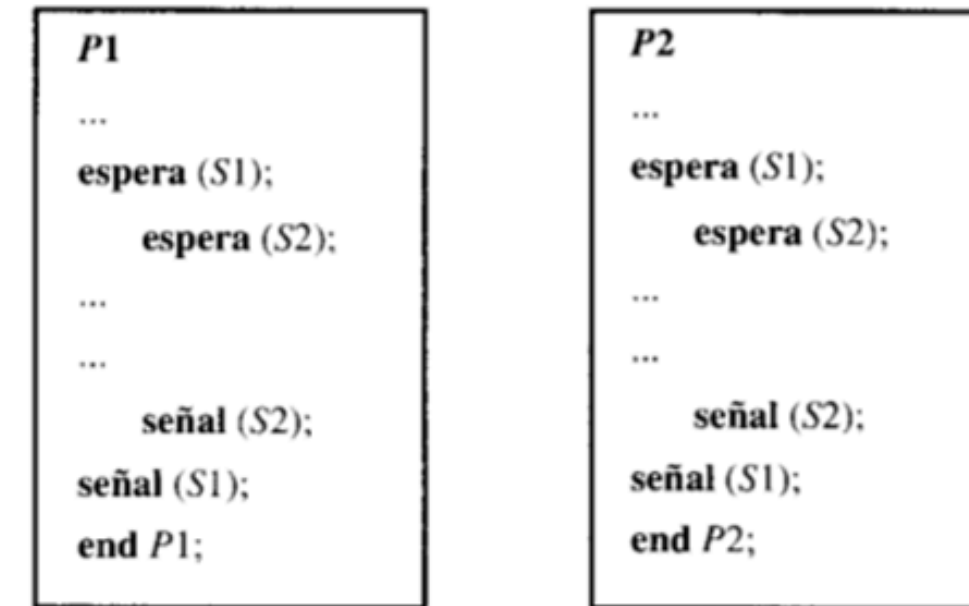 P1
...
espera (S1);
espera (S2);
...
...
señal (S2);
señal (S1);
end P1;
P2
...
espera (S1);
espera (S2);
...
...
señal (S2);
señal (S1);
end P2;